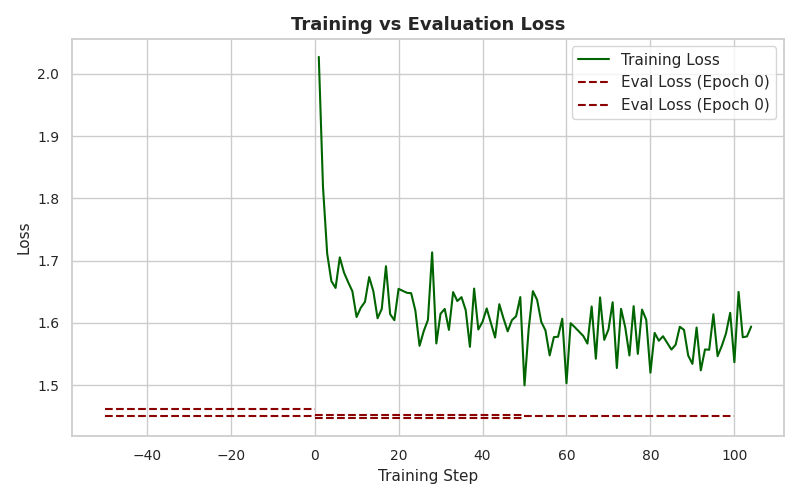 Training vs Evaluation Loss
Training Loss
Eval Loss (Epoch 0)
Eval Loss (Epoch 0)
Loss
2.0
1.9
1.8
1.7
1.6
1.5
−40
−20
0
20
40
60
80
100
Training Step